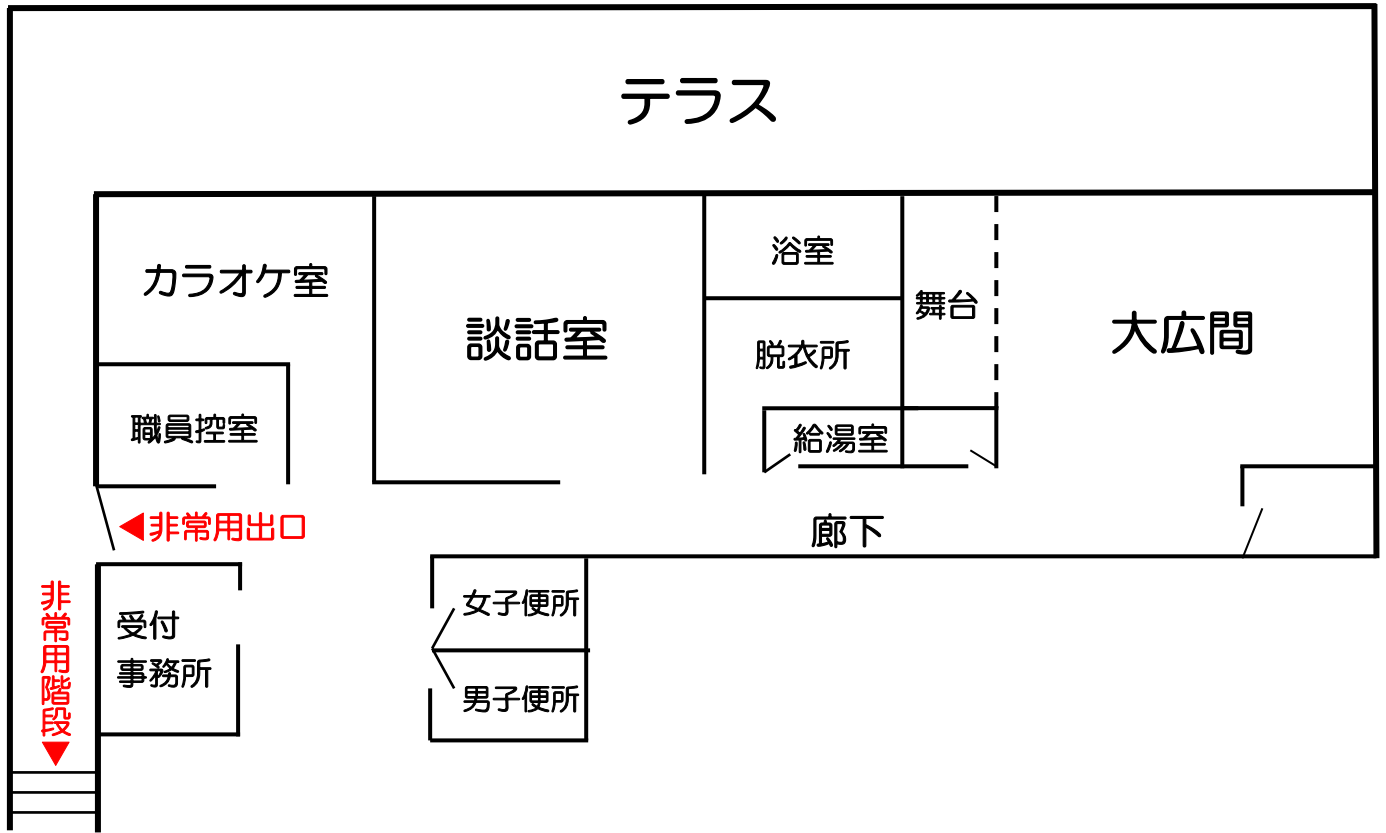 テラス
カラオケ室
談話室
浴室
舞台
大広間
脱衣所
職員控室
給湯室
◀非常用出口
廊下
非常用階段▼
受付
事務所
女子便所
男子便所